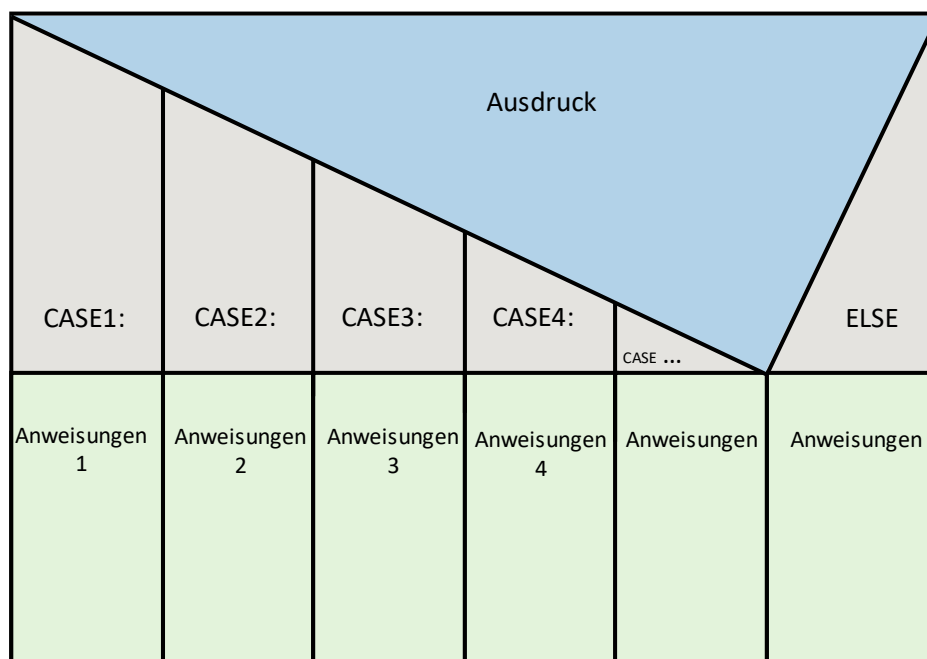 Ausdruck
CASE1:
CASE2:
CASE3:
CASE4:
CASE ...
ELSE
Anweisungen
1
Anweisungen
2
Anweisungen
3
Anweisungen
4
Anweisungen
Anweisungen